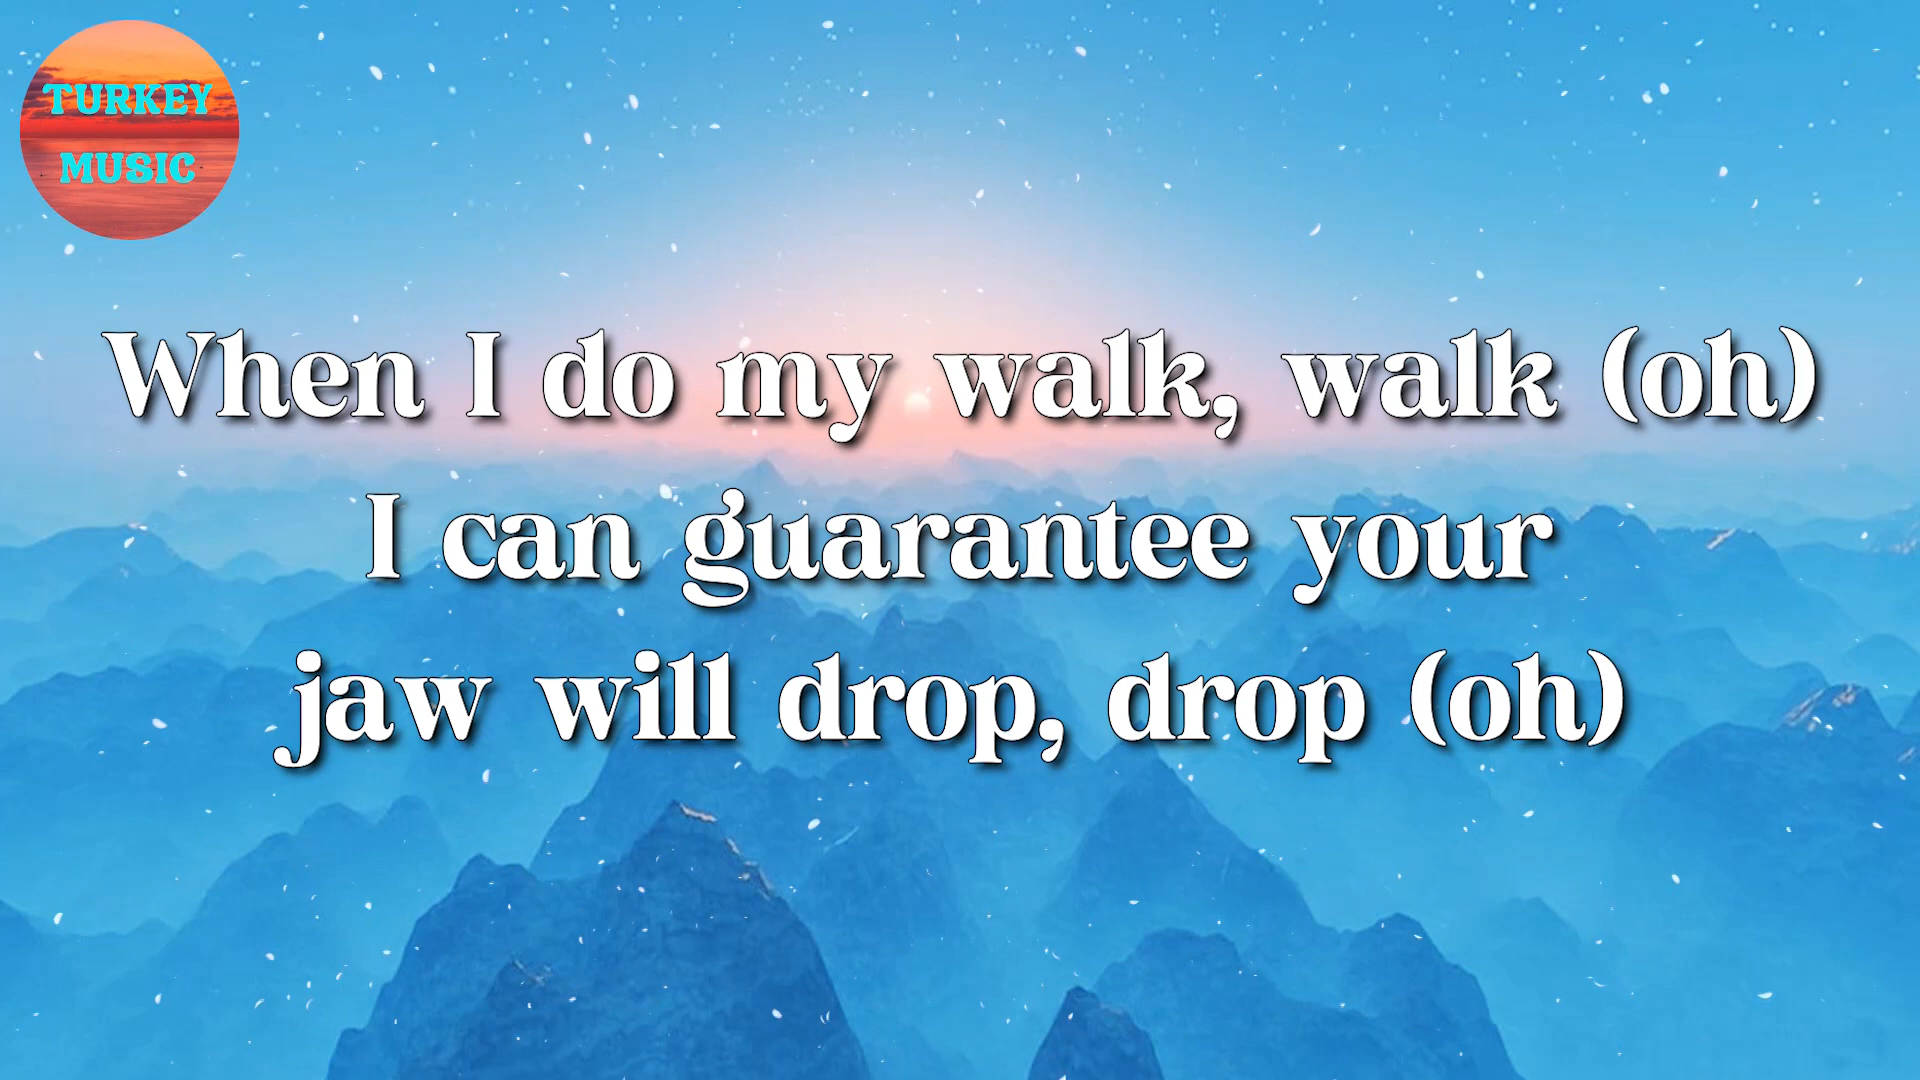 TURKEY
MUSIC
When I do my walk, walk (oh)
I can guarantee your
jaw will drop, drop (oh)